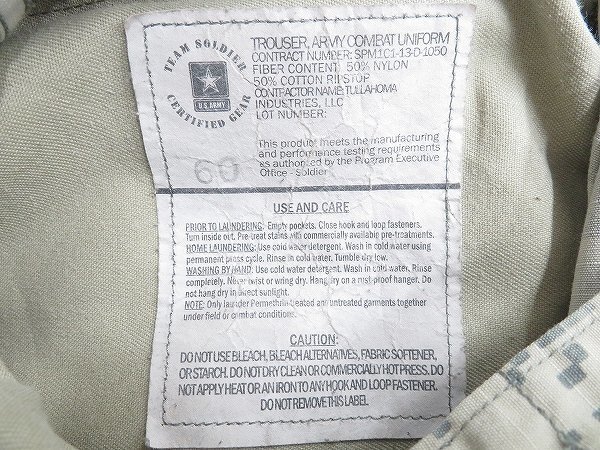 TEAM SOLDIER
U.S. ARMY
CERTIFIED GEAR
TROUSER, ARMY COMBAT UNIFORM
CONTRACT NUMBER: SPM1C1-13-D-1050
FIBER CONTENT: 50% NYLON
50% COTTON RIPSTOP
CONTRACTOR NAME: TULLAHOMA
INDUSTRIES, LLC
LOT NUMBER:
This product meets the manufacturing
and performance testing requirements
as authorized by the Program Executive
Office - Soldier
60
USE AND CARE
PRIOR TO LAUNDERING: Empty pockets. Close hook and loop fasteners.
Turn inside out. Pre treat stains with commercially available pre-treatments.
HOME LAUNDERING: Use cold water detergent. Wash in cold water using
permanent press cycle. Rinse in cold water. Tumble dry low.
WASHING BY HAND: Use cold water detergent. Wash in cold water. Rinse
completely. Never twist or wring dry. Hang dry on a rust-proof hanger. Do
not hang dry in direct sunlight.
NOTE: Only launder Permethrin-treated and untreated garments together
under field or combat conditions.
CAUTION:
DO NOT USE BLEACH, BLEACH ALTERNATIVES, FABRIC SOFTENER,
OR STARCH. DO NOT DRY CLEAN OR COMMERCIALLY HOT PRESS. DO
NOT APPLY HEAT OR AN IRON TO ANY HOOK AND LOOP FASTENER.
DO NOT REMOVE THIS LABEL